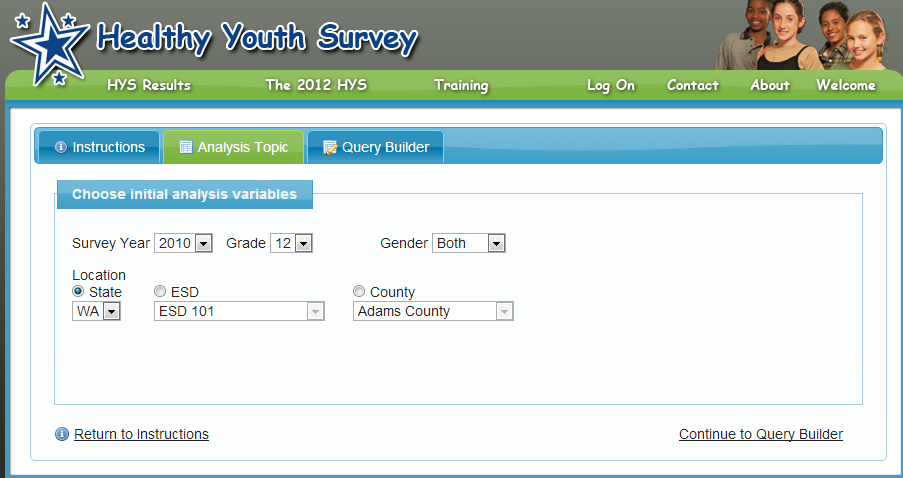 Healthy Youth Survey
HYS Results The 2012 HYS Training Log On Contact About Welcome
Instructions Analysis Topic Query Builder
Choose initial analysis variables
Survey Year 2010 Grade 12 Gender Both
Location
State ESD County
WA ESD 101 Adams County
Return to Instructions Continue to Query Builder